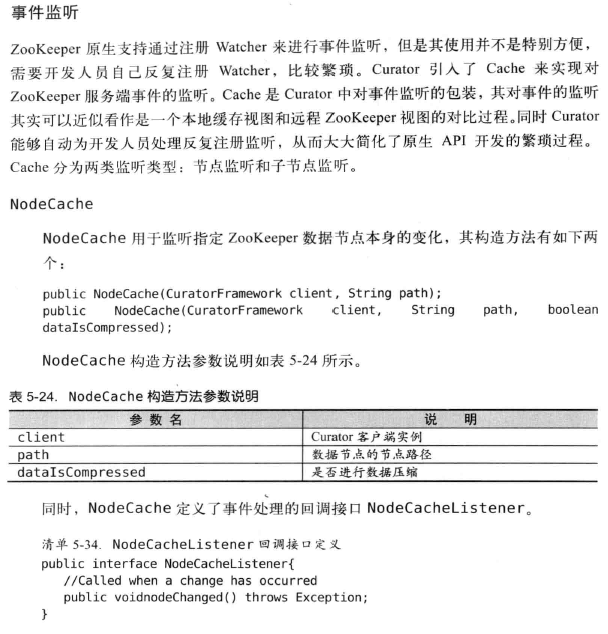 事件监听
ZooKeeper 原生支持通过注册 Watcher 来进行事件监听，但是其使用并不是特别方便，
需要开发人员自己反复注册 Watcher，比较繁琐。Curator 引入了 Cache 来实现对
ZooKeeper 服务端事件的监听。Cache 是 Curator 中对事件监听的包装，其对事件的监听
其实可以近似看作是一个本地缓存视图和远程 ZooKeeper 视图的对比过程。同时 Curator
能够自动为开发人员处理反复注册监听，从而大大简化了原生 API 开发的繁琐过程。
Cache 分为两类监听类型：节点监听和子节点监听。
NodeCache
NodeCache 用于监听指定 ZooKeeper 数据节点本身的变化，其构造方法有如下两
个：
public NodeCache(CuratorFramework client, String path);
public NodeCache(CuratorFramework client, String path, boolean
dataIsCompressed);
NodeCache 构造方法参数说明如表 5-24 所示。
表 5-24. NodeCache 构造方法参数说明
参 数 名 说 明
client Curator 客户端实例
path 数据节点的节点路径
dataIsCompressed 是否进行数据压缩
同时，NodeCache 定义了事件处理的回调接口 NodeCacheListener。
清单 5-34. NodeCacheListener 回调接口定义
public interface NodeCacheListener{
//Called when a change has occurred
public voidnodeChanged() throws Exception;
}